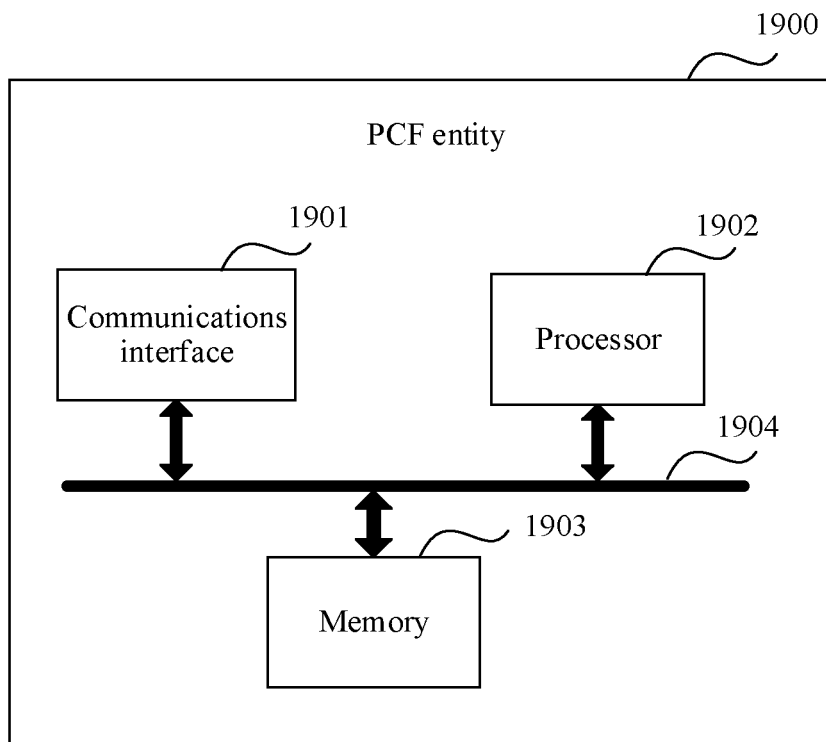 1900
PCF entity
1901
1902
Communications
interface
Processor
1904
1903
Memory